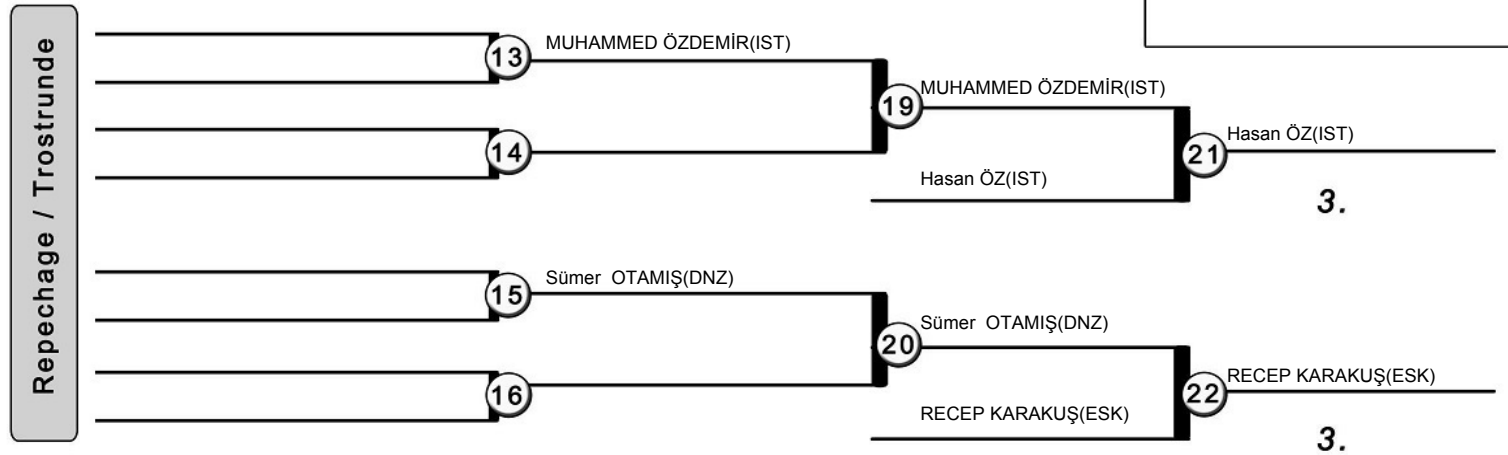 Repechage / Trostrunde
13
MUHAMMED ÖZDEMİR(IST)
19
MUHAMMED ÖZDEMİR(IST)
14
Hasan ÖZ(IST)
21
Hasan ÖZ(IST)
3.
15
Sümer  OTAMIŞ(DNZ)
20
Sümer  OTAMIŞ(DNZ)
16
RECEP KARAKUŞ(ESK)
22
RECEP KARAKUŞ(ESK)
3.